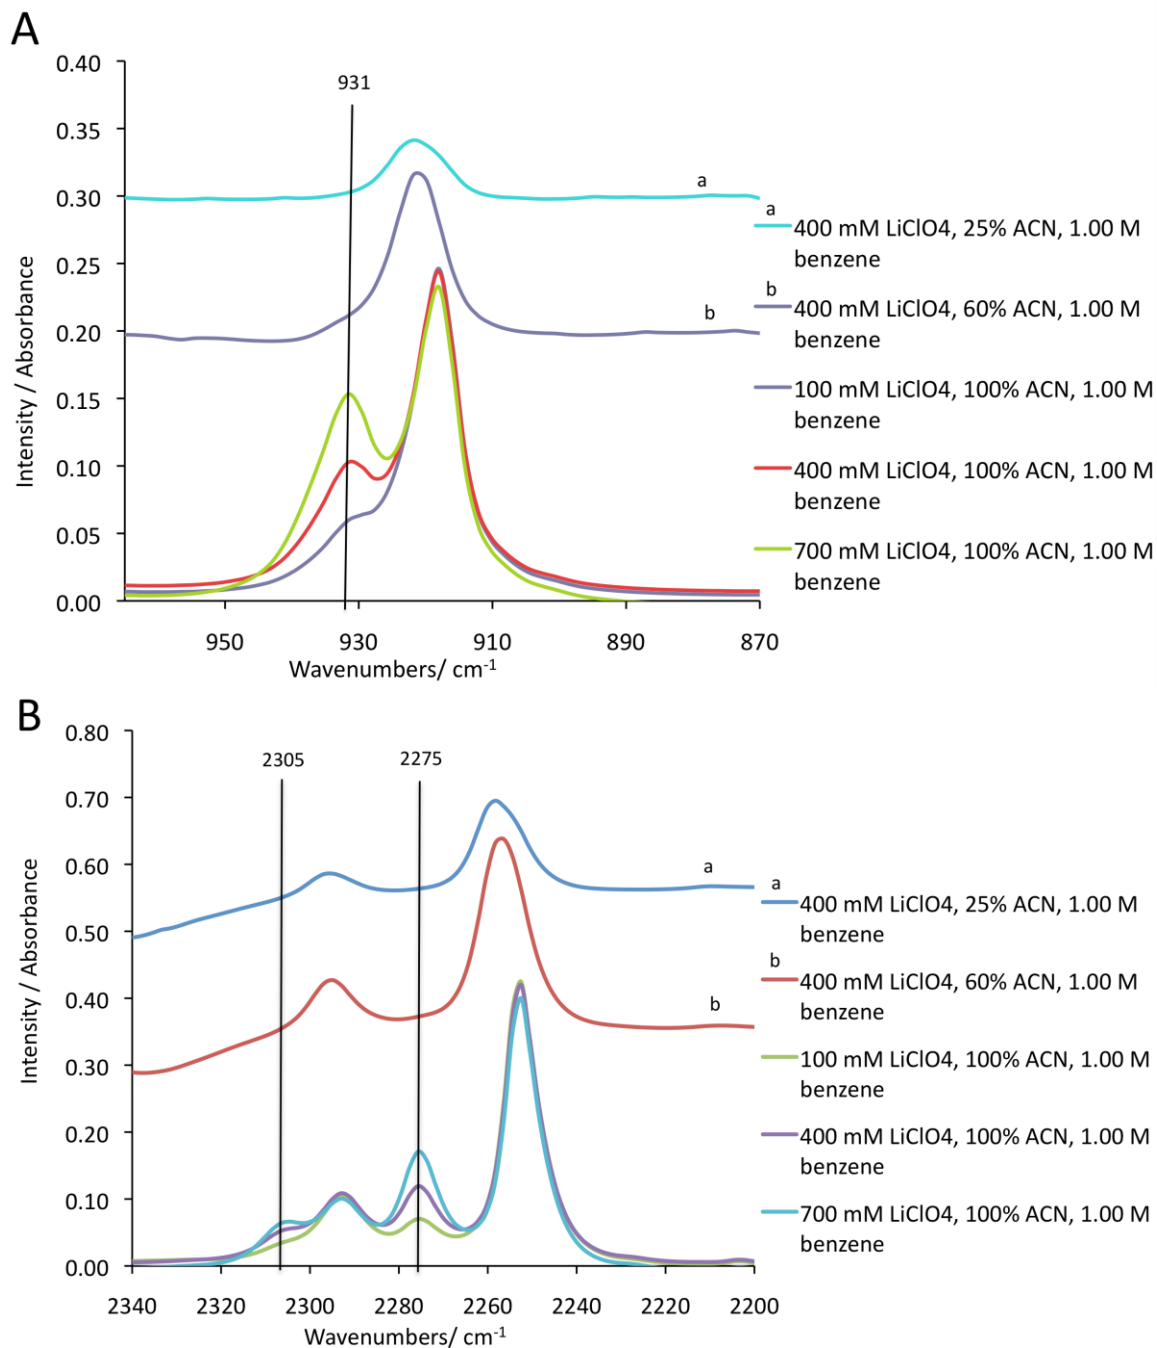 A
0.40
931
0.35
a
0.30
a
400 mM LiClO4, 25% ACN, 1.00 M
benzene
0.25
b
400 mM LiClO4, 60% ACN, 1.00 M
benzene
b
0.20
100 mM LiClO4, 100% ACN, 1.00 M
benzene
0.15
400 mM LiClO4, 100% ACN, 1.00 M
benzene
0.10
700 mM LiClO4, 100% ACN, 1.00 M
benzene
0.05
0.00
Intensity / Absorbance
950 930 910 890 870
Wavenumbers/ cm-1
B
0.80
2305 2275
0.70
0.60
a
a
400 mM LiClO4, 25% ACN, 1.00 M
benzene
0.50
b
400 mM LiClO4, 60% ACN, 1.00 M
benzene
0.40
b
100 mM LiClO4, 100% ACN, 1.00 M
benzene
0.30
400 mM LiClO4, 100% ACN, 1.00 M
benzene
0.20
700 mM LiClO4, 100% ACN, 1.00 M
benzene
0.10
0.00
Intensity / Absorbance
2340 2320 2300 2280 2260 2240 2220 2200
Wavenumbers/ cm-1